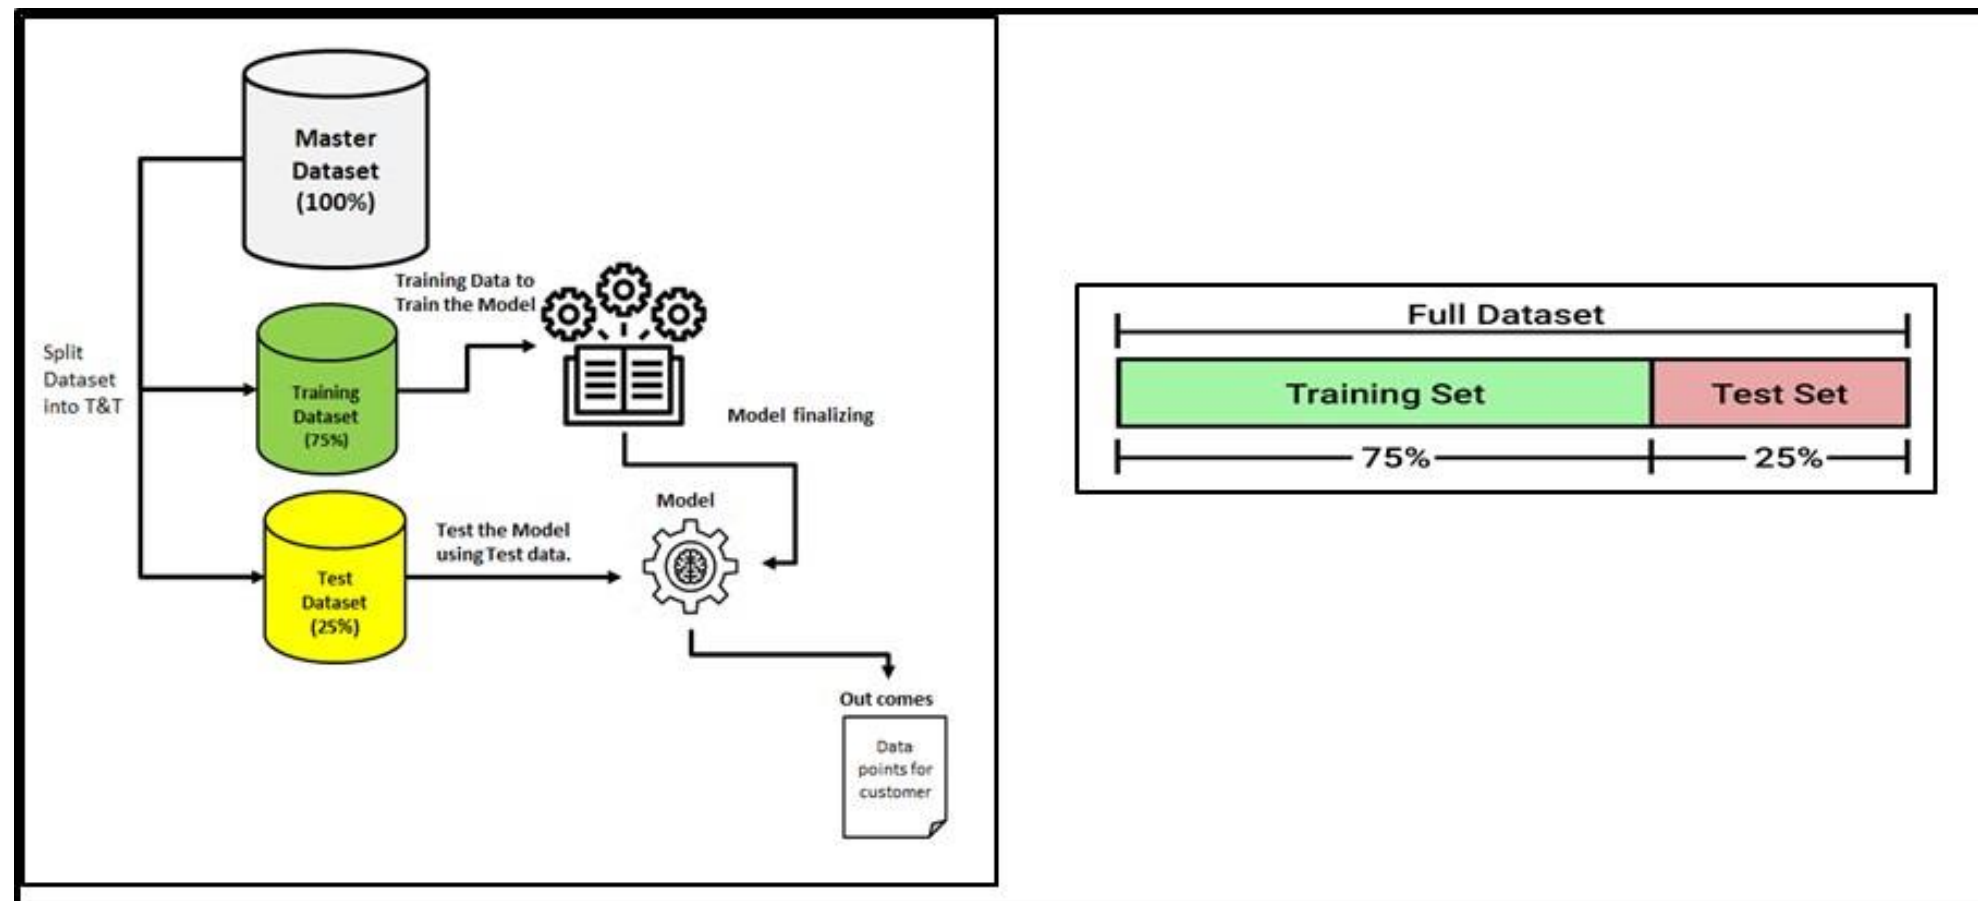 Master
Dataset
(100%)
Training Data to
Train the Model
Split
Dataset
into T&T
Training
Dataset
(75%)
Model finalizing
Model
Test the Model
using Test data.
Test
Dataset
(25%)
Out comes
Data
points for
customer
Full Dataset
Training Set
Test Set
75%
25%